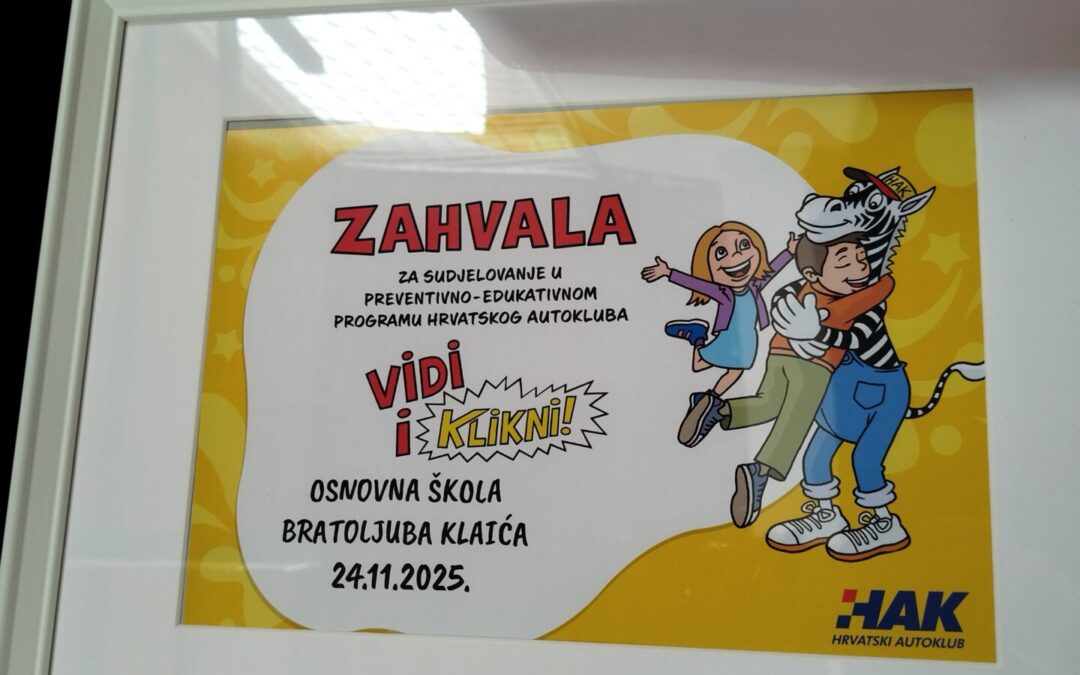 ZAHVALA
ZA SUDJELOVANJE U
PREVENTIVNO-EDUKATIVNOM
PROGRAMU HRVATSKOG AUTOKLUBA
VIDI
i KLIKNI!
OSNOVNA ŠKOLA
BRATOLJUBA KLAIĆA
24.11.2025.
HAK
HAK
HRVATSKI AUTOKLUB